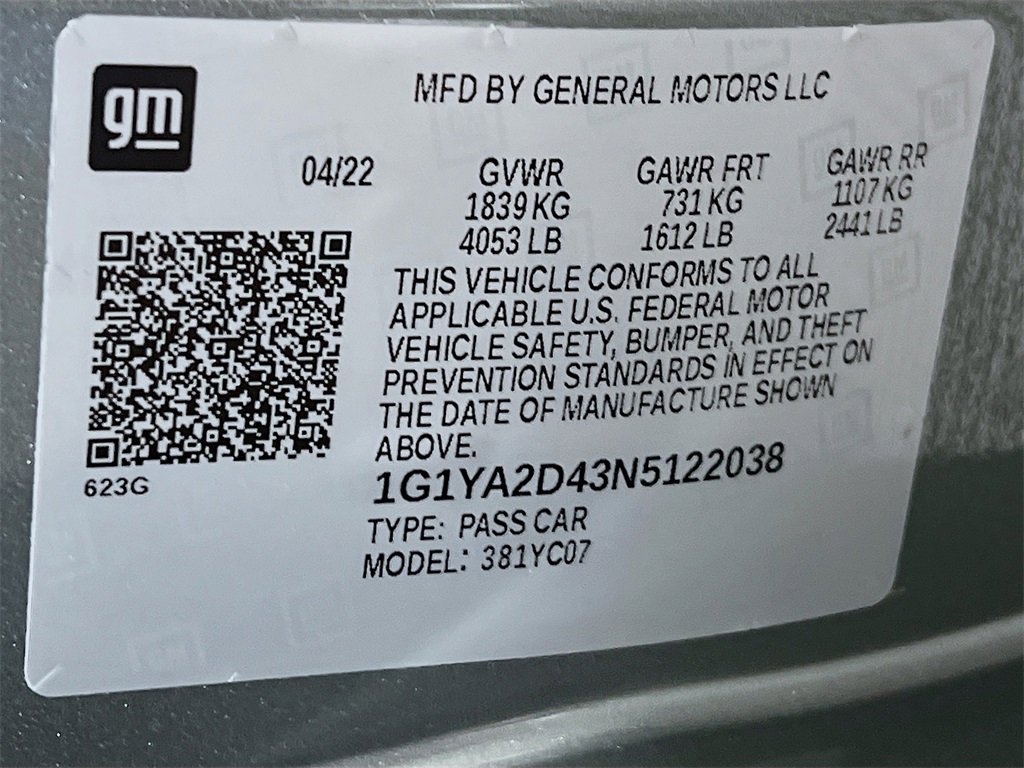 gm
MFD BY GENERAL MOTORS LLC
04/22 GVWR GAWR FRT GAWR RR
1839 KG 731 KG 1107 KG
4053 LB 1612 LB 2441 LB
THIS VEHICLE CONFORMS TO ALL
APPLICABLE U.S. FEDERAL MOTOR
VEHICLE SAFETY, BUMPER, AND THEFT
PREVENTION STANDARDS IN EFFECT ON
THE DATE OF MANUFACTURE SHOWN
ABOVE.
623G
1G1YA2D43N5122038
TYPE: PASS CAR
MODEL: 381YC07